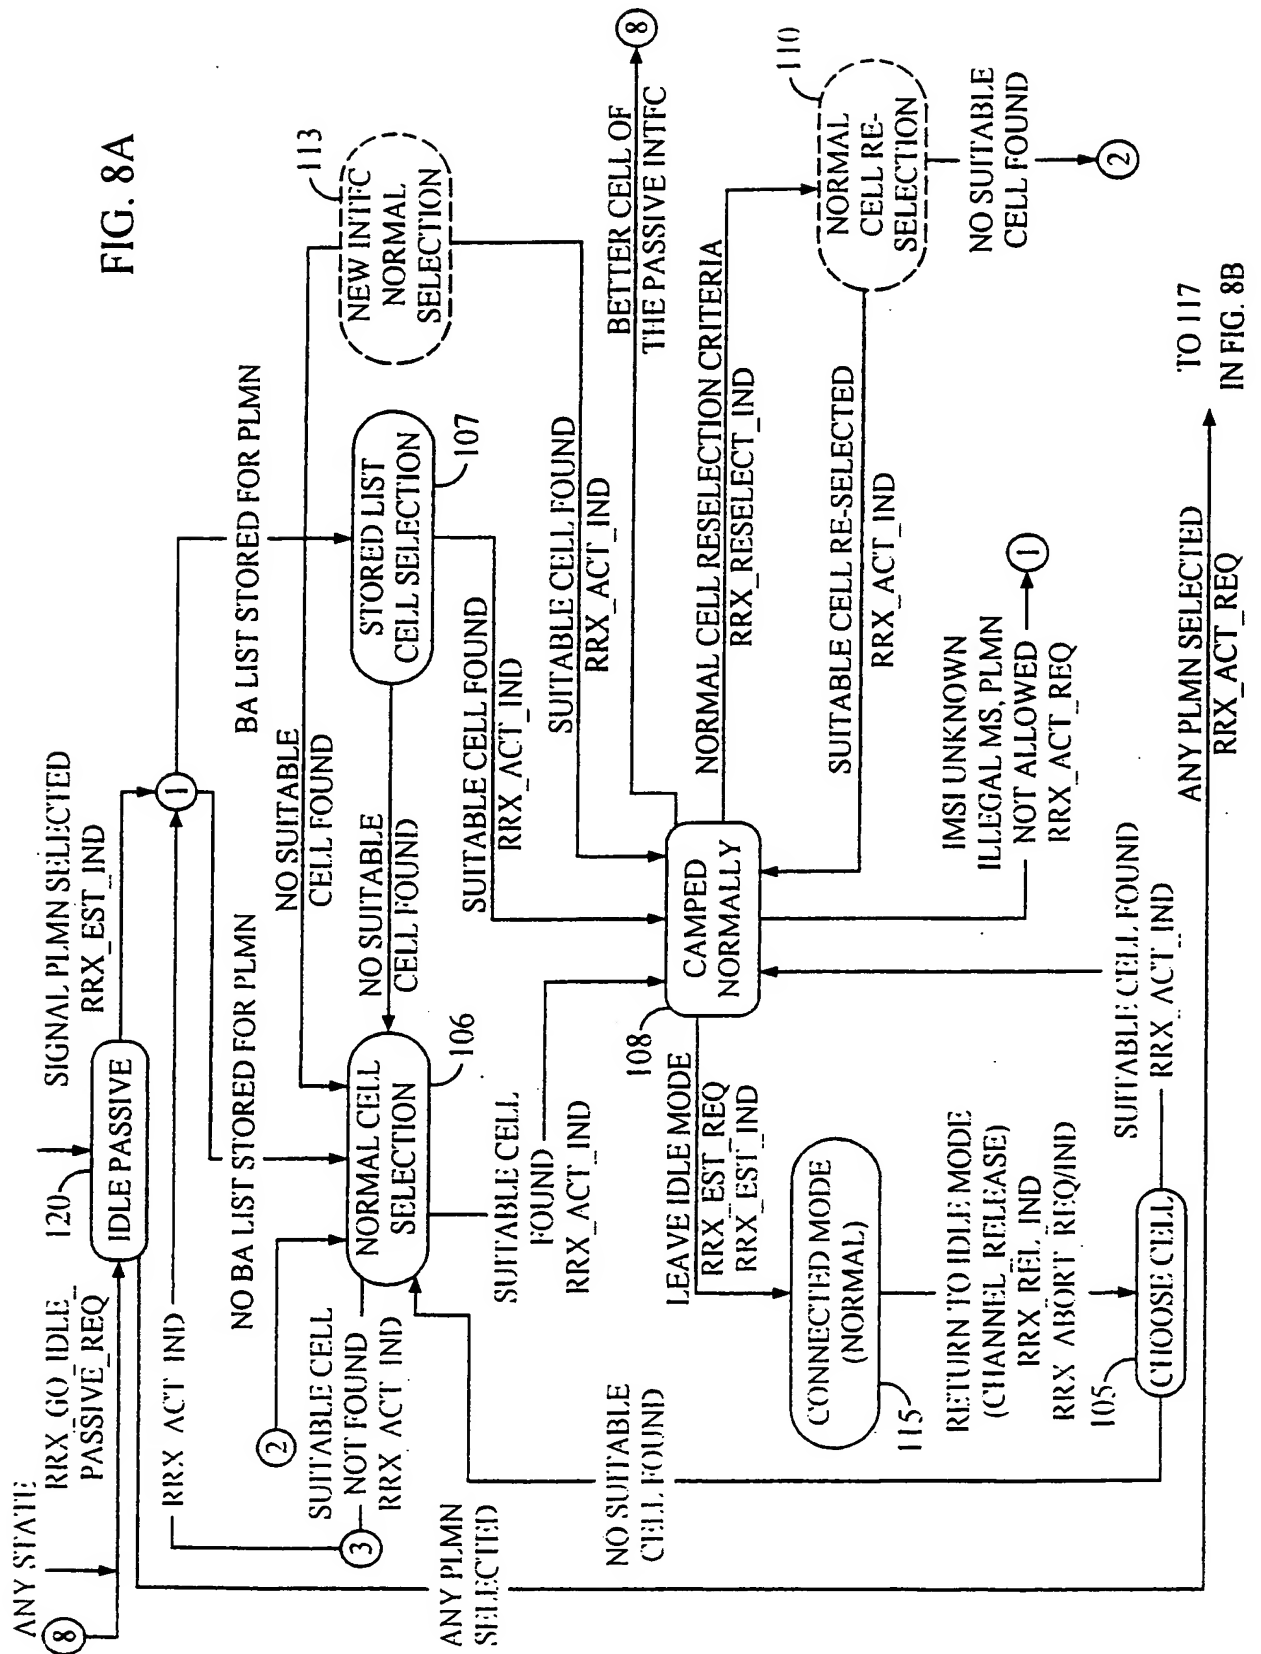 FIG. 8A
ANY STATE
8
RRX_GO_IDLE_
PASSIVE_REQ
120
IDLE PASSIVE
SIGNAL PLMN SELECTED
RRX_EST_IND
RRX ACT IND
1
NO BA LIST STORED FOR PLMN
BA LIST STORED FOR PLMN
2
SUITABLE CELL
NOT FOUND
RRX ACT IND
3
NORMAL CELL
SELECTION
106
NO SUITABLE
CELL FOUND
NO SUITABLE
CELL FOUND
STORED LIST
CELL SELECTION
107
NEW INTFC
NORMAL
SELECTION
113
ANY PLMN
SELECTED
NO SUITABLE
CELL FOUND
SUITABLE CELL
FOUND
RRX_ACT_IND
SUITABLE CELL FOUND
RRX_ACT_IND
SUITABLE CELL FOUND
RRX_ACT_IND
BETTER CELL OF
THE PASSIVE INTFC
8
108
CAMPED
NORMALLY
LEAVE IDLE MODE
RRX_EST_REQ
RRX_EST_IND
NORMAL CELL RESELECTION CRITERIA
RRX_RESELECT_IND
110
NORMAL
CELL RE-
SELECTION
SUITABLE CELL RE-SELECTED
RRX_ACT_IND
NO SUITABLE
CELL FOUND
2
CONNECTED MODE
(NORMAL)
115
IMSI UNKNOWN
ILLEGAL MS, PLMN
NOT ALLOWED
RRX_ACT_REQ
1
RETURN TO IDLE MODE
(CHANNEL_RELEASE)
RRX_REL_IND
RRX_ABORT_REQ/IND
105
CHOOSE CELL
SUITABLE CELL FOUND
RRX_ACT_IND
ANY PLMN SELECTED
RRX_ACT_REQ
TO 117
IN FIG. 8B